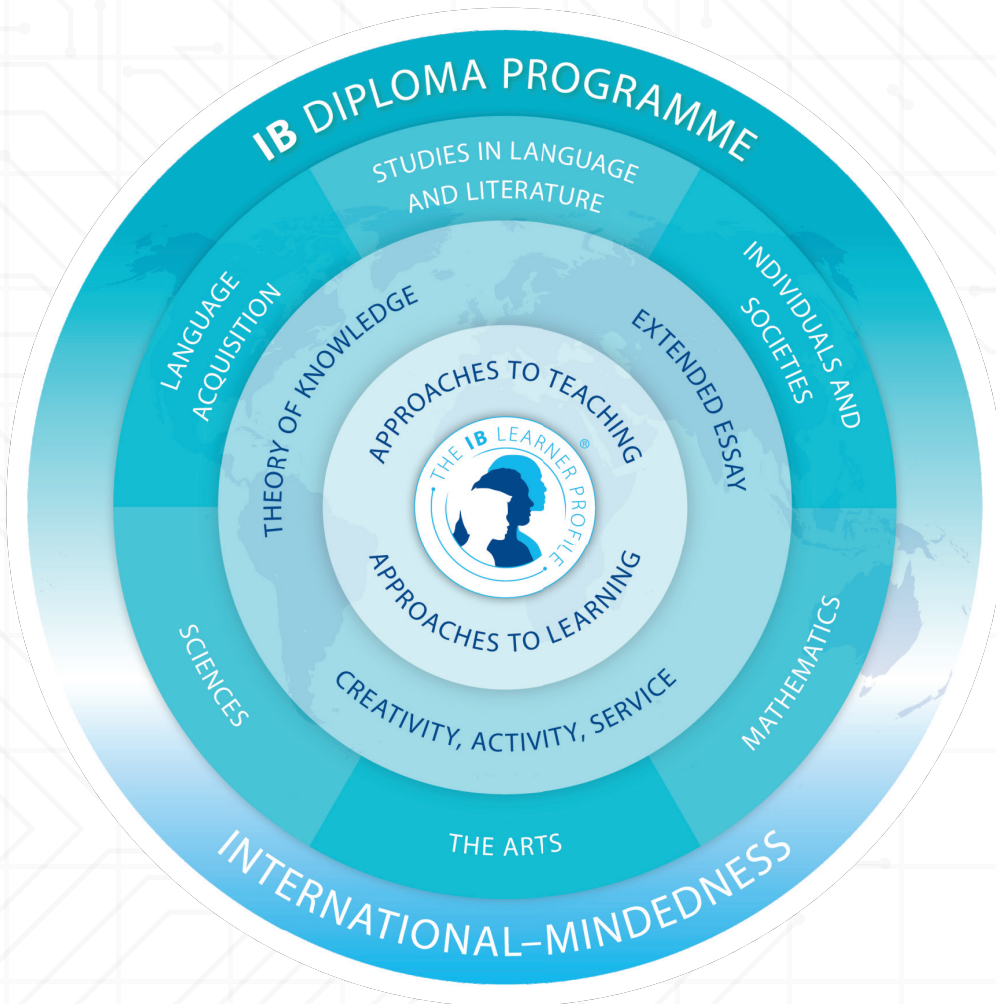 IB DIPLOMA PROGRAMME
STUDIES IN LANGUAGE
AND LITERATURE
LANGUAGE
ACQUISITION
INDIVIDUALS AND
SOCIETIES
THEORY OF KNOWLEDGE
EXTENDED ESSAY
APPROACHES TO TEACHING
THE IB LEARNER PROFILE ®
APPROACHES TO LEARNING
SCIENCES
MATHEMATICS
CREATIVITY, ACTIVITY, SERVICE
THE ARTS
INTERNATIONAL–MINDEDNESS